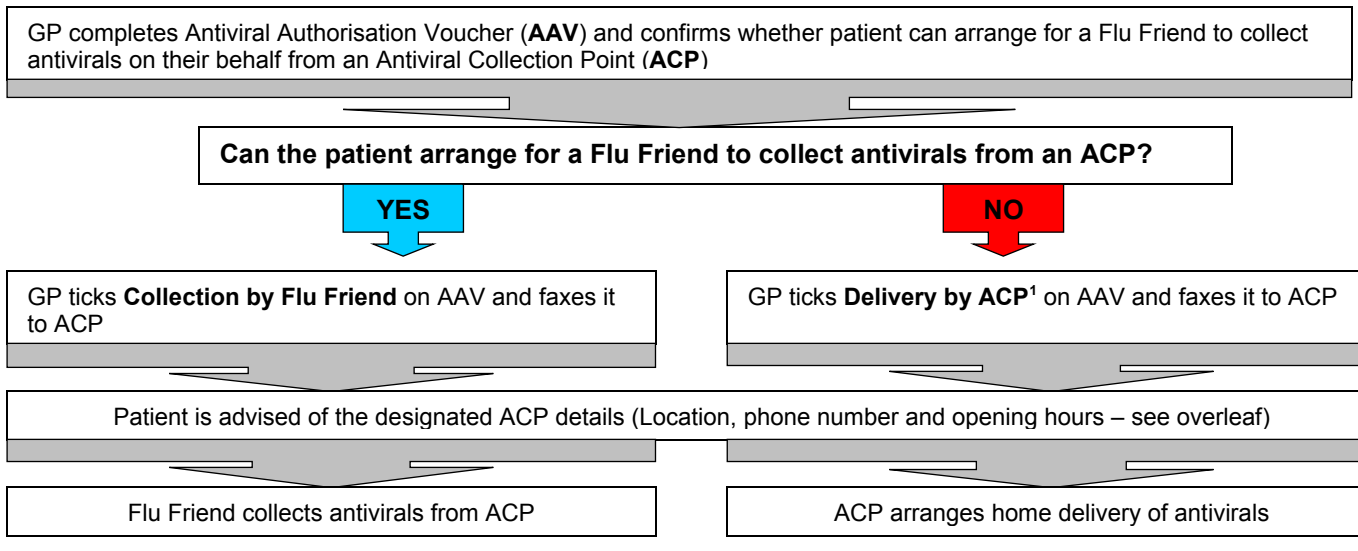 GP completes Antiviral Authorisation Voucher (AAV) and confirms whether patient can arrange for a Flu Friend to collect
antivirals on their behalf from an Antiviral Collection Point (ACP)
Can the patient arrange for a Flu Friend to collect antivirals from an ACP?
YES
NO
GP ticks Collection by Flu Friend on AAV and faxes it
to ACP
GP ticks Delivery by ACP¹ on AAV and faxes it to ACP
Patient is advised of the designated ACP details (Location, phone number and opening hours – see overleaf)
Flu Friend collects antivirals from ACP
ACP arranges home delivery of antivirals